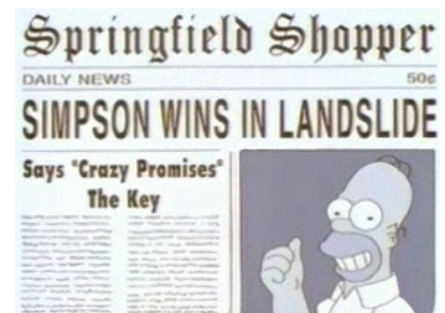 Springfield Shopper
DAILY NEWS 50¢
SIMPSON WINS IN LANDSLIDE
Says "Crazy Promises"
The Key